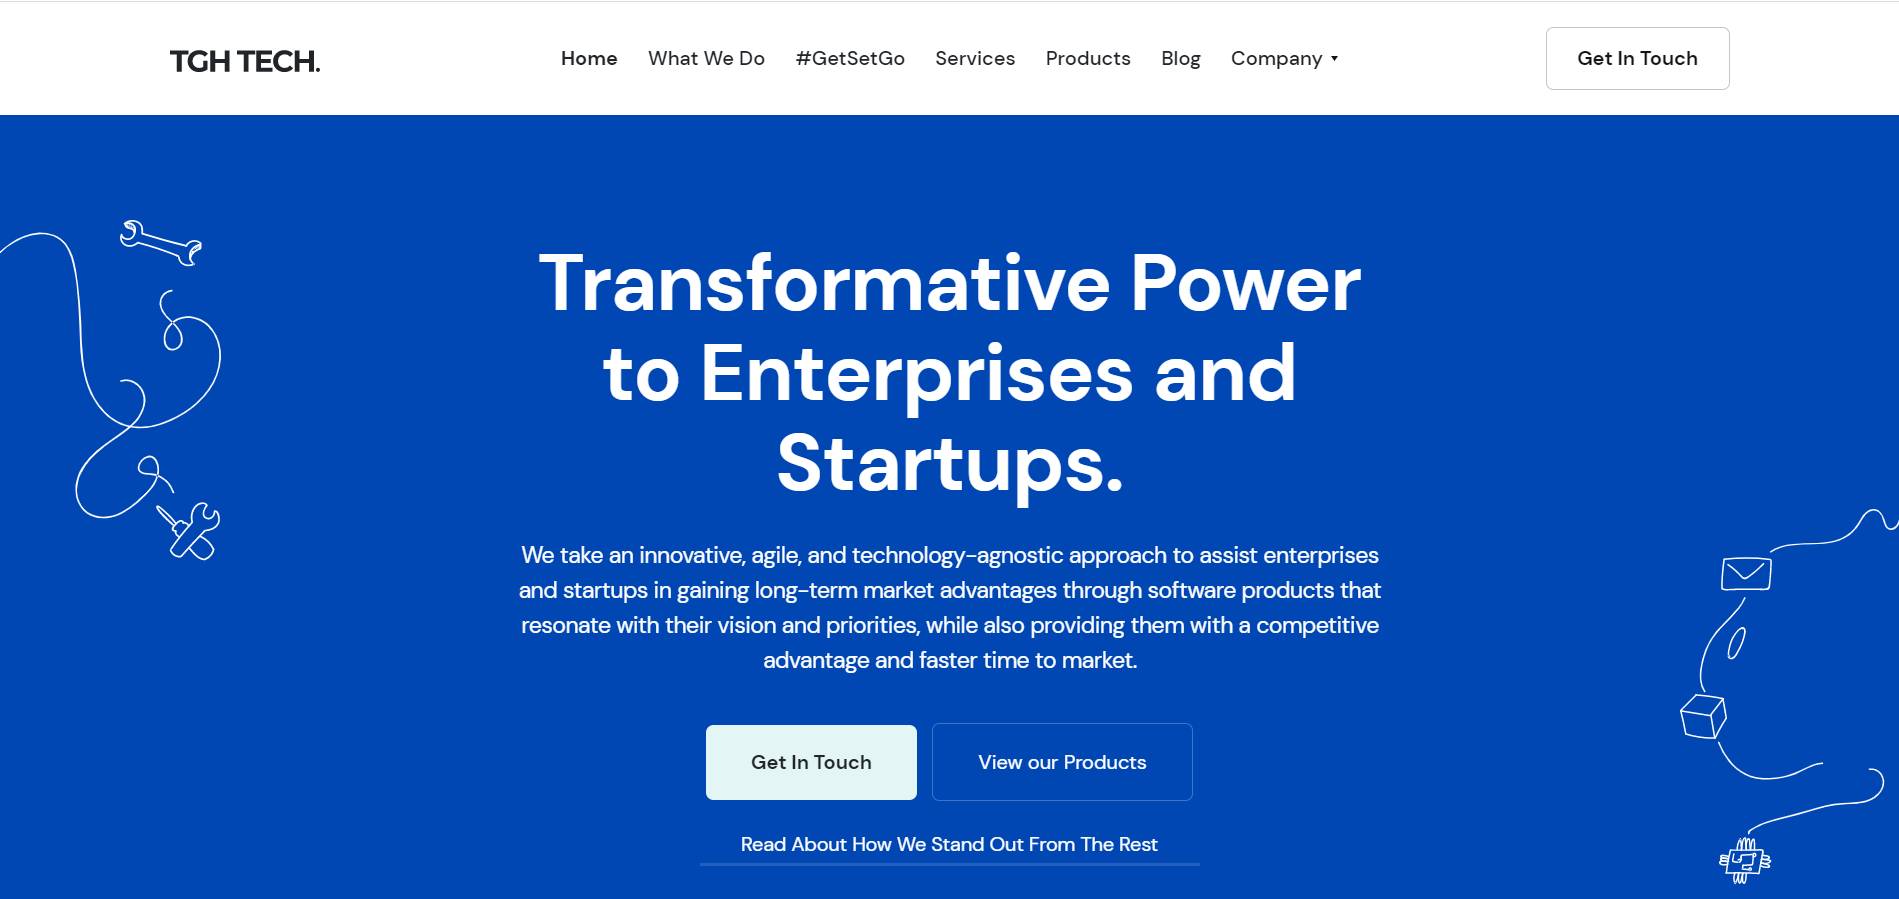 TGH TECH.
Home What We Do #GetSetGo Services Products Blog Company
Get In Touch
Transformative Power
to Enterprises and
Startups.
We take an innovative, agile, and technology-agnostic approach to assist enterprises
and startups in gaining long-term market advantages through software products that
resonate with their vision and priorities, while also providing them with a competitive
advantage and faster time to market.
Get In Touch
View our Products
Read About How We Stand Out From The Rest